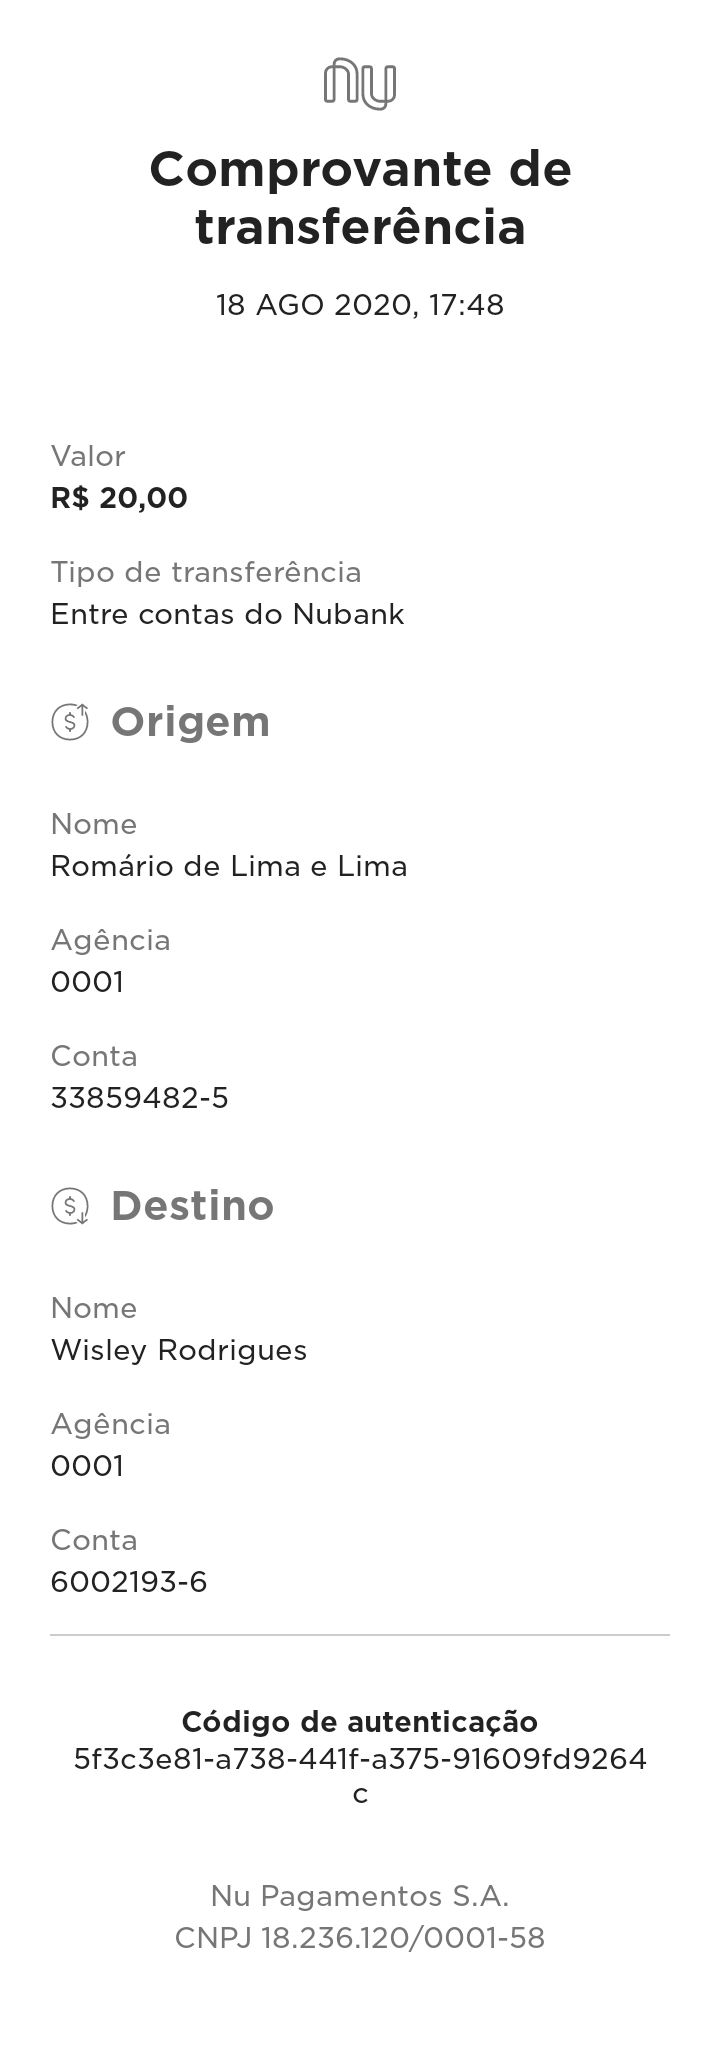 nu
Comprovante de
transferência
18 AGO 2020, 17:48
Valor
R$ 20,00
Tipo de transferência
Entre contas do Nubank
Origem
Nome
Romário de Lima e Lima
Agência
0001
Conta
33859482-5
Destino
Nome
Wisley Rodrigues
Agência
0001
Conta
6002193-6
Código de autenticação
5f3c3e81-a738-441f-a375-91609fd9264
c
Nu Pagamentos S.A.
CNPJ 18.236.120/0001-58